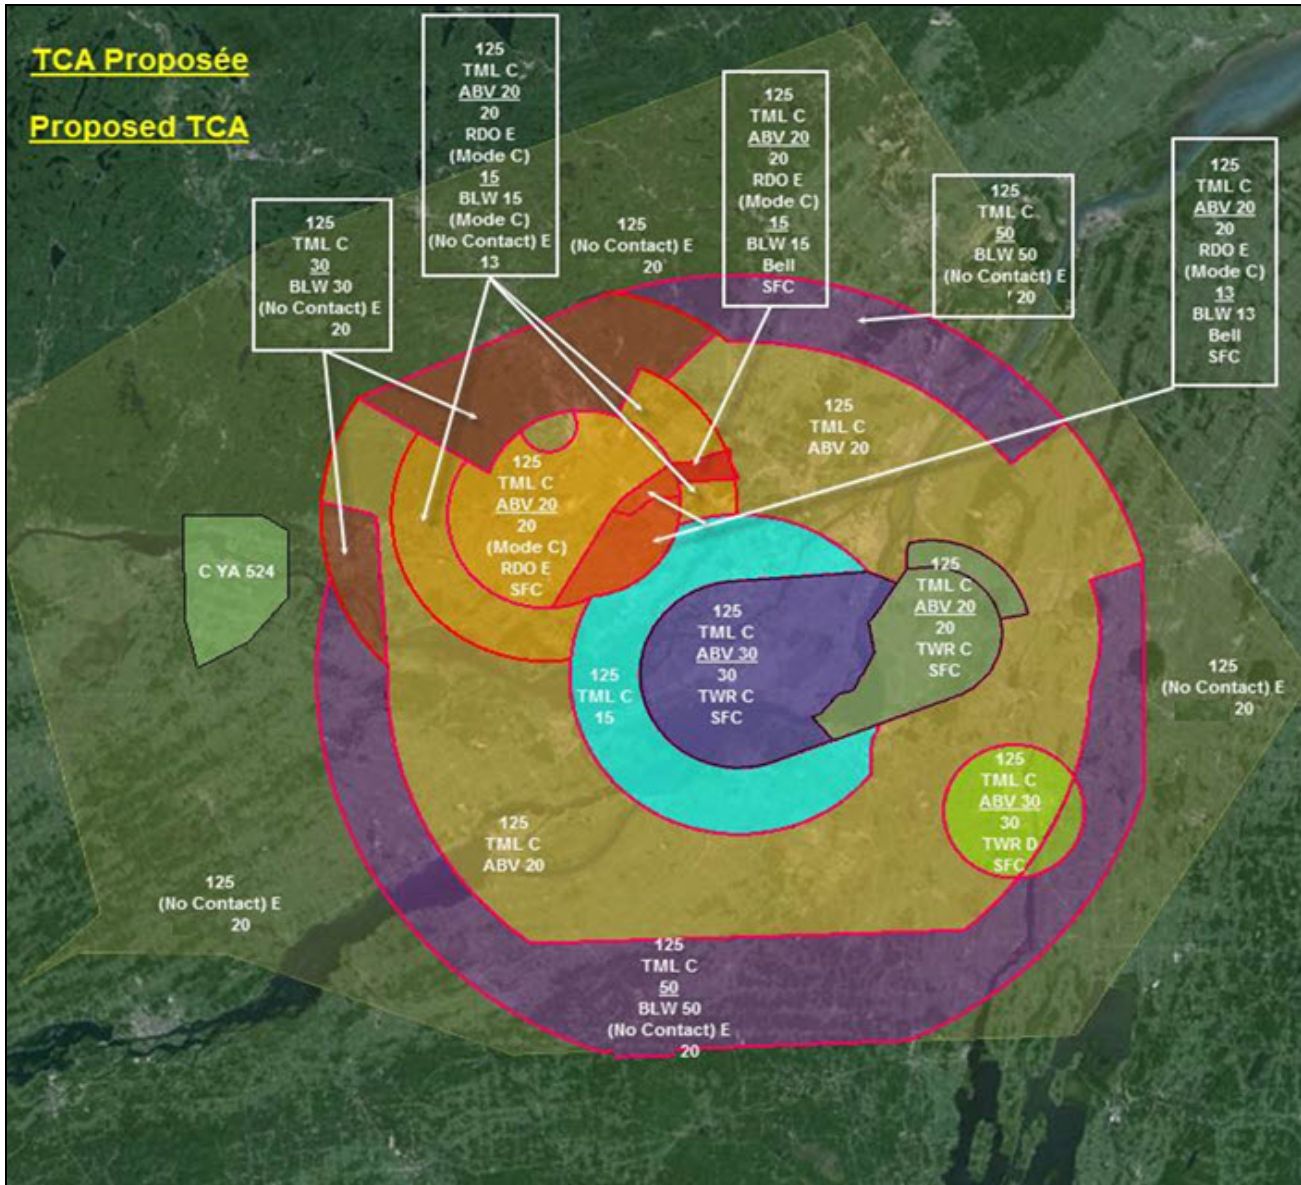 TCA Proposée
Proposed TCA
125
TML C
ABV 20
20
RDO E
(Mode C)
15
BLW 15
(Mode C)
(No Contact) E
13
125
TML C
ABV 20
20
RDO E
(Mode C)
15
BLW 15
Bell
SFC
125
TML C
ABV 20
20
RDO E
(Mode C)
13
BLW 13
Bell
SFC
125
TML C
50
BLW 50
(No Contact) E
20
125
TML C
30
BLW 30
(No Contact) E
20
125
(No Contact) E
20
125
TML C
ABV 20
125
TML C
ABV 20
20
(Mode C)
RDO E
SFC
C YA 524
125
TML C
ABV 20
20
TWR C
SFC
125
TML C
ABV 30
30
TWR C
SFC
125
TML C
15
125
(No Contact) E
20
125
TML C
ABV 30
30
TWR D
SFC
125
TML C
ABV 20
125
(No Contact) E
20
125
TML C
50
BLW 50
(No Contact) E
20